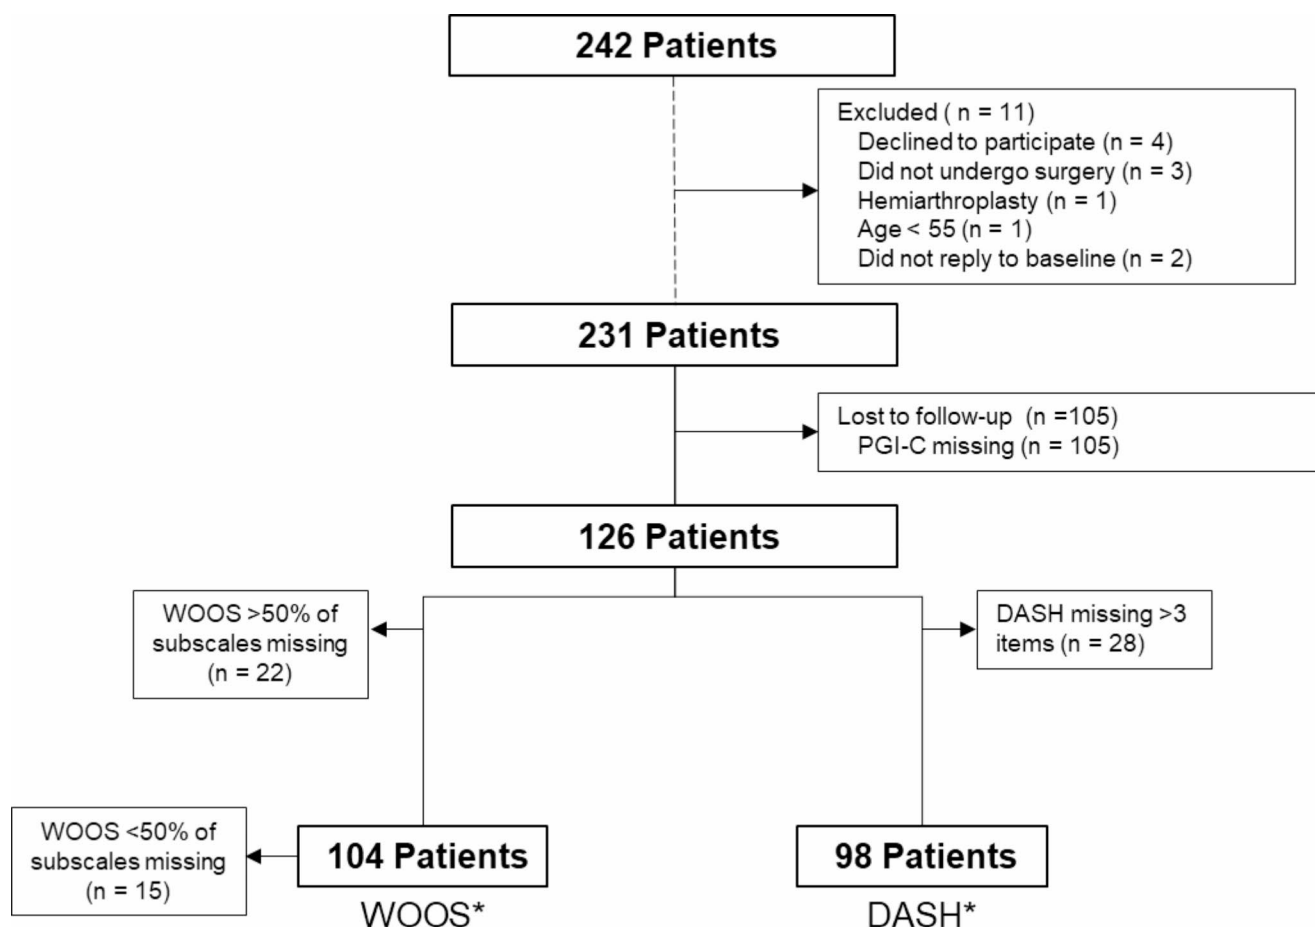 242 Patients
Excluded ( n = 11)
Declined to participate (n = 4)
Did not undergo surgery (n = 3)
Hemiarthroplasty (n = 1)
Age < 55 (n = 1)
Did not reply to baseline (n = 2)
231 Patients
Lost to follow-up (n =105)
PGI-C missing (n = 105)
126 Patients
WOOS >50% of
subscales missing
(n = 22)
DASH missing >3
items (n = 28)
WOOS <50% of
subscales missing
(n = 15)
104 Patients
WOOS*
98 Patients
DASH*